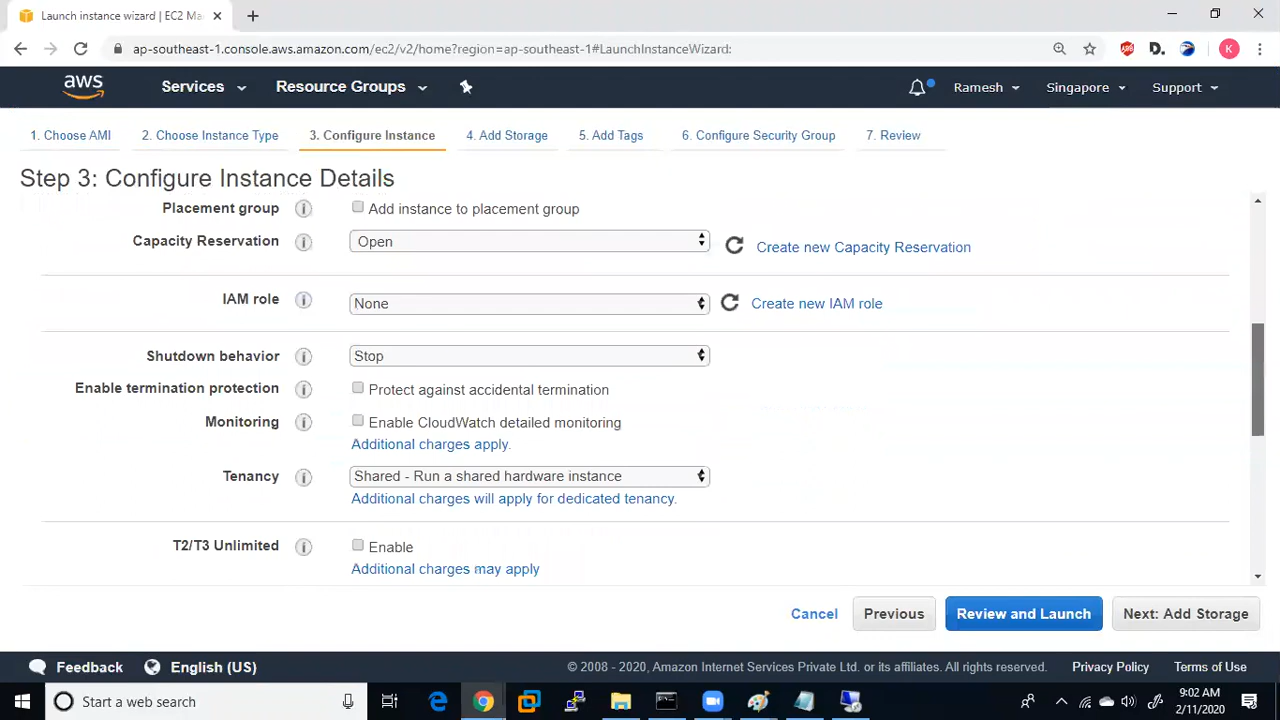 Launch instance wizard | EC2 Ma
ap-southeast-1.console.aws.amazon.com/ec2/v2/home?region=ap-southeast-1#LaunchInstanceWizard:
K
aws Services Resource Groups Ramesh Singapore Support
1. Choose AMI 2. Choose Instance Type 3. Configure Instance 4. Add Storage 5. Add Tags 6. Configure Security Group 7. Review
Step 3: Configure Instance Details
Placement group Add instance to placement group
Capacity Reservation Open Create new Capacity Reservation
IAM role None Create new IAM role
Shutdown behavior Stop
Enable termination protection Protect against accidental termination
Monitoring Enable CloudWatch detailed monitoring
Additional charges apply.
Tenancy Shared - Run a shared hardware instance
Additional charges will apply for dedicated tenancy.
T2/T3 Unlimited Enable
Additional charges may apply
Cancel Previous Review and Launch Next: Add Storage
Feedback English (US) © 2008 - 2020, Amazon Internet Services Private Ltd. or its affiliates. All rights reserved. Privacy Policy Terms of Use
Start a web search
9:02 AM
2/11/2020